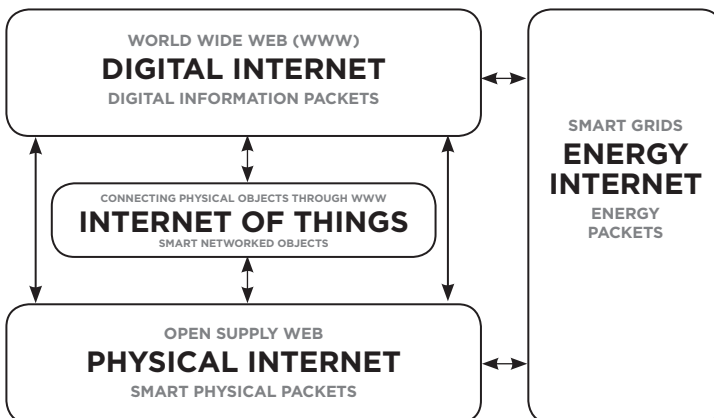 WORLD WIDE WEB (WWW)
DIGITAL INTERNET
DIGITAL INFORMATION PACKETS
CONNECTING PHYSICAL OBJECTS THROUGH WWW
INTERNET OF THINGS
SMART NETWORKED OBJECTS
OPEN SUPPLY WEB
PHYSICAL INTERNET
SMART PHYSICAL PACKETS
SMART GRIDS
ENERGY
INTERNET
ENERGY
PACKETS